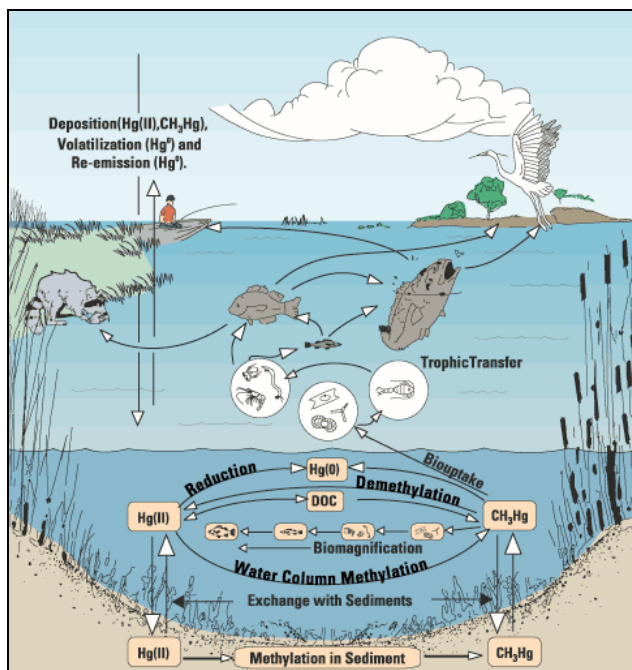 Deposition(Hg(II),CH₃Hg),
Volatilization (Hg⁰) and
Re-emission (Hg⁰).
TrophicTransfer
Biouptake
Reduction
Hg(0)
Demethylation
DOC
Hg(II)
CH₃Hg
Biomagnification
Water Column Methylation
Exchange with Sediments
Hg(II)
Methylation in Sediment
CH₃Hg